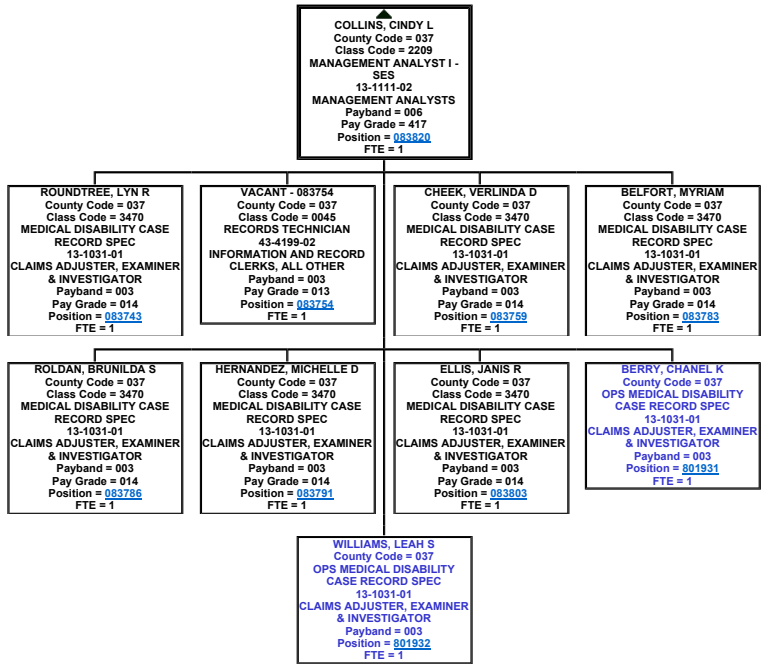 COLLINS, CINDY L
County Code = 037
Class Code = 2209
MANAGEMENT ANALYST I -
SES
13-1111-02
MANAGEMENT ANALYSTS
Payband = 006
Pay Grade = 417
Position = 083820
FTE = 1
ROUNDTREE, LYN R
County Code = 037
Class Code = 3470
MEDICAL DISABILITY CASE
RECORD SPEC
13-1031-01
CLAIMS ADJUSTER, EXAMINER
& INVESTIGATOR
Payband = 003
Pay Grade = 014
Position = 083743
FTE = 1
VACANT - 083754
County Code = 037
Class Code = 0045
RECORDS TECHNICIAN
43-4199-02
INFORMATION AND RECORD
CLERKS, ALL OTHER
Payband = 003
Pay Grade = 013
Position = 083754
FTE = 1
CHEEK, VERLINDA D
County Code = 037
Class Code = 3470
MEDICAL DISABILITY CASE
RECORD SPEC
13-1031-01
CLAIMS ADJUSTER, EXAMINER
& INVESTIGATOR
Payband = 003
Pay Grade = 014
Position = 083759
FTE = 1
BELFORT, MYRIAM
County Code = 037
Class Code = 3470
MEDICAL DISABILITY CASE
RECORD SPEC
13-1031-01
CLAIMS ADJUSTER, EXAMINER
& INVESTIGATOR
Payband = 003
Pay Grade = 014
Position = 083783
FTE = 1
ROLDAN, BRUNILDA S
County Code = 037
Class Code = 3470
MEDICAL DISABILITY CASE
RECORD SPEC
13-1031-01
CLAIMS ADJUSTER, EXAMINER
& INVESTIGATOR
Payband = 003
Pay Grade = 014
Position = 083786
FTE = 1
HERNANDEZ, MICHELLE D
County Code = 037
Class Code = 3470
MEDICAL DISABILITY CASE
RECORD SPEC
13-1031-01
CLAIMS ADJUSTER, EXAMINER
& INVESTIGATOR
Payband = 003
Pay Grade = 014
Position = 083791
FTE = 1
ELLIS, JANIS R
County Code = 037
Class Code = 3470
MEDICAL DISABILITY CASE
RECORD SPEC
13-1031-01
CLAIMS ADJUSTER, EXAMINER
& INVESTIGATOR
Payband = 003
Pay Grade = 014
Position = 083803
FTE = 1
BERRY, CHANEL K
County Code = 037
OPS MEDICAL DISABILITY
CASE RECORD SPEC
13-1031-01
CLAIMS ADJUSTER, EXAMINER
& INVESTIGATOR
Payband = 003
Position = 801931
FTE = 1
WILLIAMS, LEAH S
County Code = 037
OPS MEDICAL DISABILITY
CASE RECORD SPEC
13-1031-01
CLAIMS ADJUSTER, EXAMINER
& INVESTIGATOR
Payband = 003
Position = 801932
FTE = 1